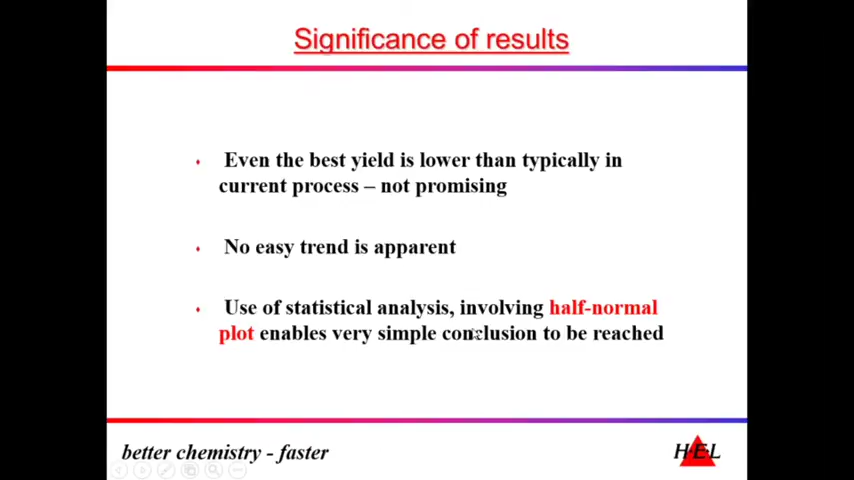 Significance of results
Even the best yield is lower than typically in
current process – not promising
No easy trend is apparent
Use of statistical analysis, involving half-normal
plot enables very simple conclusion to be reached
better chemistry - faster
HEL